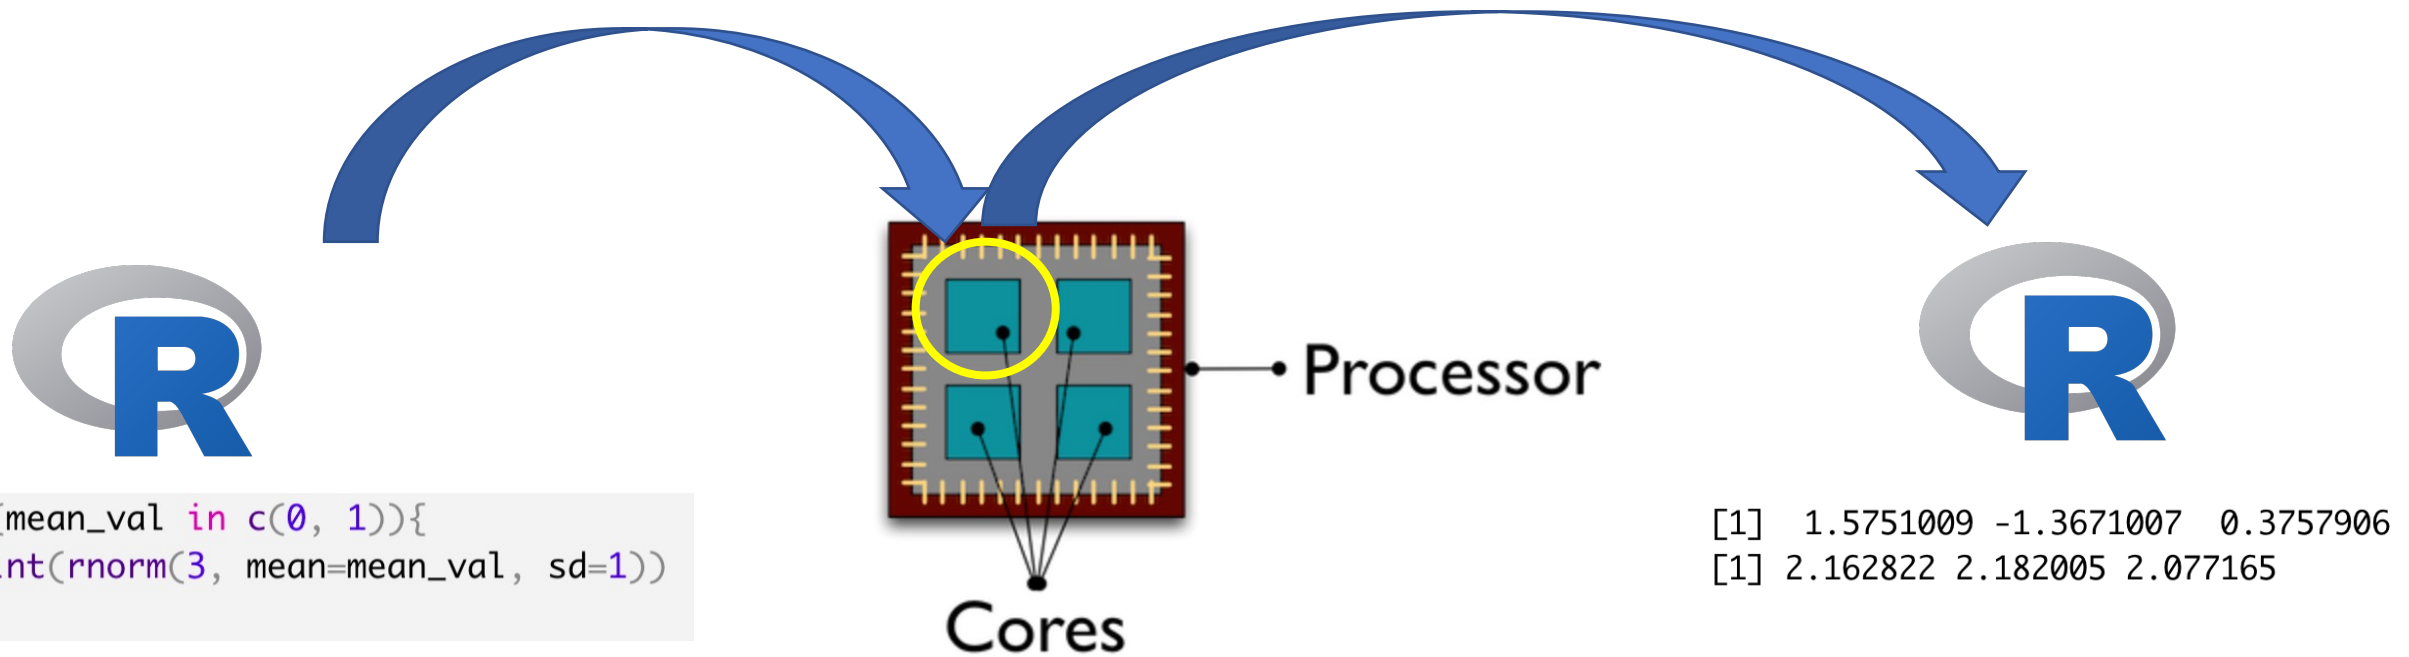 R
(mean_val in c(0, 1)){
int(rnorm(3, mean=mean_val, sd=1))
Processor
Cores
R
[1]  1.5751009 -1.3671007  0.3757906
[1] 2.162822 2.182005 2.077165